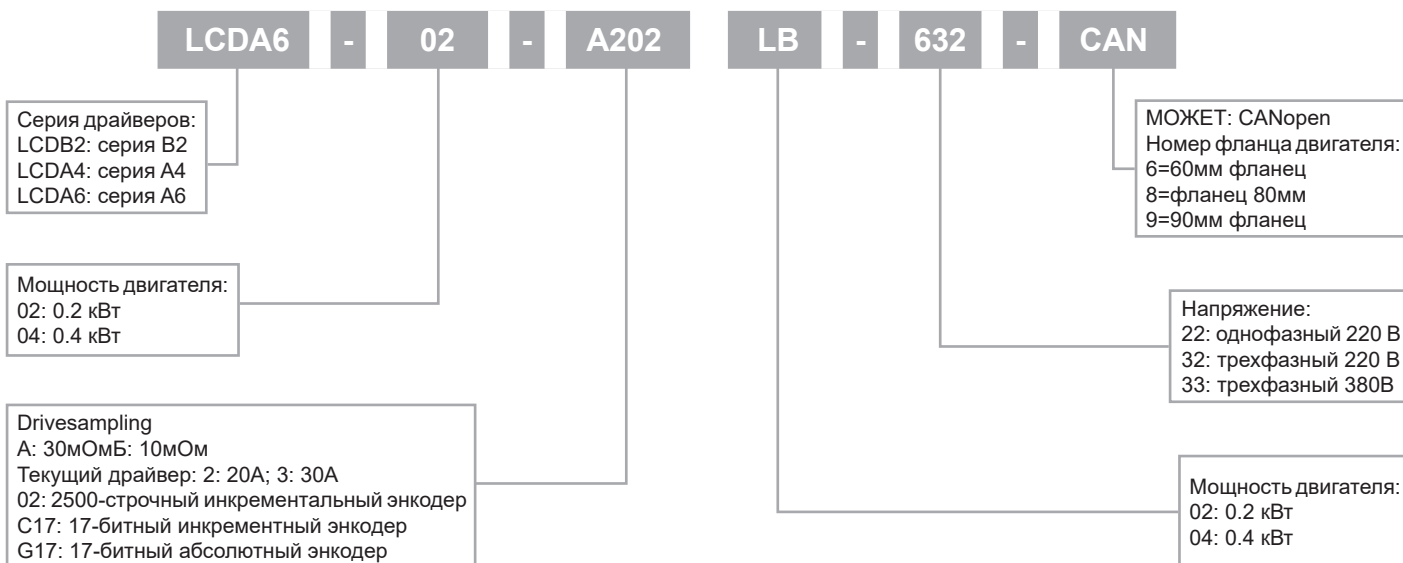 LCDA6 - 02 - A202 LB - 632 - CAN
Серия драйверов:
LCDB2: серия B2
LCDA4: серия A4
LCDA6: серия A6
МОЖЕТ: CANopen
Номер фланца двигателя:
6=60мм фланец
8=фланец 80мм
9=90мм фланец
Мощность двигателя:
02: 0.2 кВт
04: 0.4 кВт
Напряжение:
22: однофазный 220 В
32: трехфазный 220 В
33: трехфазный 380В
Drivesampling
А: 30мОмБ: 10мОм
Текущий драйвер: 2: 20А; 3: 30А
02: 2500-строчный инкрементальный энкодер
C17: 17-битный инкрементный энкодер
G17: 17-битный абсолютный энкодер
Мощность двигателя:
02: 0.2 кВт
04: 0.4 кВт